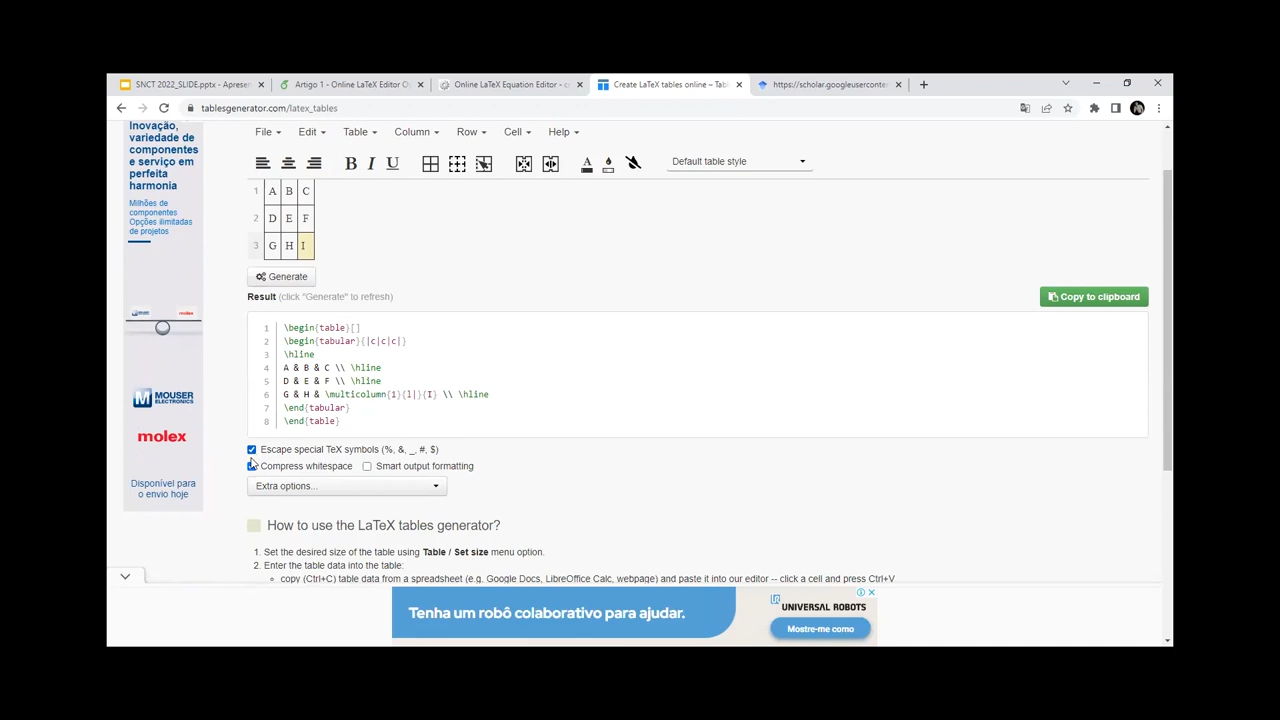 SNCT 2022_SLIDE.pptx - Apresen
Artigo 1 - Online LaTeX Editor O
Online LaTeX Equation Editor - c
Create LaTeX tables online – Tab
https://scholar.googleuserconten
tablesgenerator.com/latex_tables
Inovação,
variedade de
componentes
e serviço em
perfeita
harmonia
Milhões de
componentes
Opções ilimitadas
de projetos
MOUSER
ELECTRONICS
molex
Disponível para
o envio hoje
File Edit Table Column Row Cell Help
B I U A Default table style
1 A B C
2 D E F
3 G H I
Generate
Result (click "Generate" to refresh)
Copy to clipboard
1 \begin{table}[]
2 \begin{tabular}{|c|c|c|}
3 \hline
4 A & B & C \\ \hline
5 D & E & F \\ \hline
6 G & H & \multicolumn{1}{l|}{I} \\ \hline
7 \end{tabular}
8 \end{table}
Escape special TeX symbols (%, &, _, #, $)
Compress whitespace Smart output formatting
Extra options...
How to use the LaTeX tables generator?
1. Set the desired size of the table using Table / Set size menu option.
2. Enter the table data into the table:
copy (Ctrl+C) table data from a spreadsheet (e.g. Google Docs, LibreOffice Calc, webpage) and paste it into our editor -- click a cell and press Ctrl+V
Tenha um robô colaborativo para ajudar.
UNIVERSAL ROBOTS
Mostre-me como